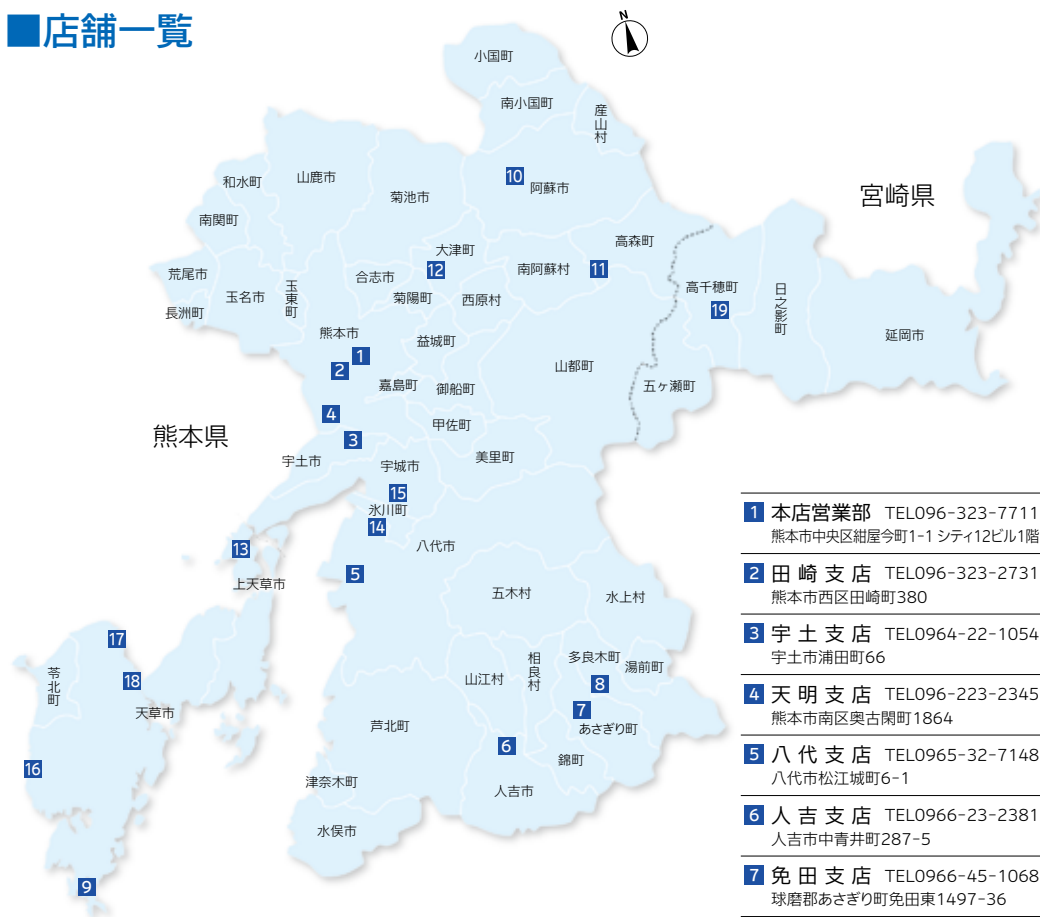 ■店舗一覧
N
小国町
南小国町
産山村
和水町
山鹿市
菊池市
10
阿蘇市
宮崎県
南関町
大津町
高森町
荒尾市
合志市
12
南阿蘇村
11
玉名市
玉東町
菊陽町
西原村
高千穂町
日之影町
長洲町
19
延岡市
熊本市
益城町
1
2
山都町
嘉島町
御船町
五ヶ瀬町
4
甲佐町
熊本県
3
宇土市
宇城市
美里町
15
氷川町
14
八代市
13
5
上天草市
五木村
水上村
17
苓北町
18
天草市
山江村
相良村
多良木町
湯前町
8
7
芦北町
あさぎり町
6
錦町
16
津奈木町
人吉市
水俣市
9
1 本店営業部 TEL096-323-7711
熊本市中央区紺屋今町1-1 シティ12ビル1階
2 田崎支店 TEL096-323-2731
熊本市西区田崎町380
3 宇土支店 TEL0964-22-1054
宇土市浦田町66
4 天明支店 TEL096-223-2345
熊本市南区奥古閑町1864
5 八代支店 TEL0965-32-7148
八代市松江城町6-1
6 人吉支店 TEL0966-23-2381
人吉市中青井町287-5
7 免田支店 TEL0966-45-1068
球磨郡あさぎり町免田東1497-36